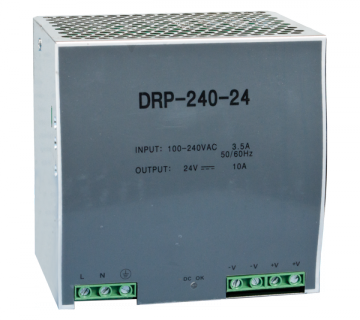 DRP-240-24
INPUT: 100-240VAC 3.5A
50/60Hz
OUTPUT: 24V 10A
L N
DC OK
-V -V +V +V